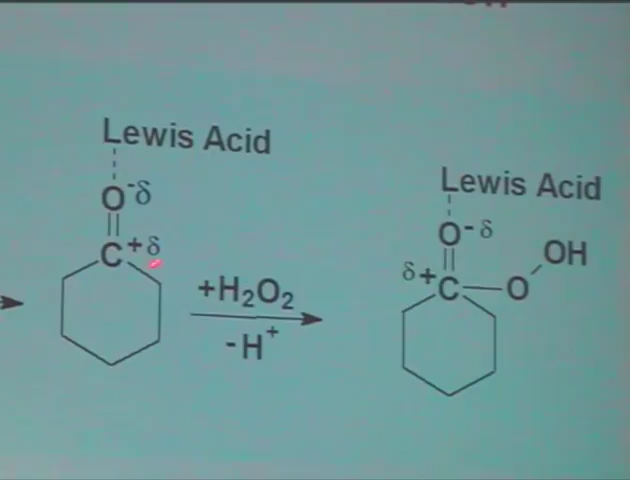 Lewis Acid
O-δ
C+δ
+H2O2
-H+
Lewis Acid
O-δ
OH
δ+C
O